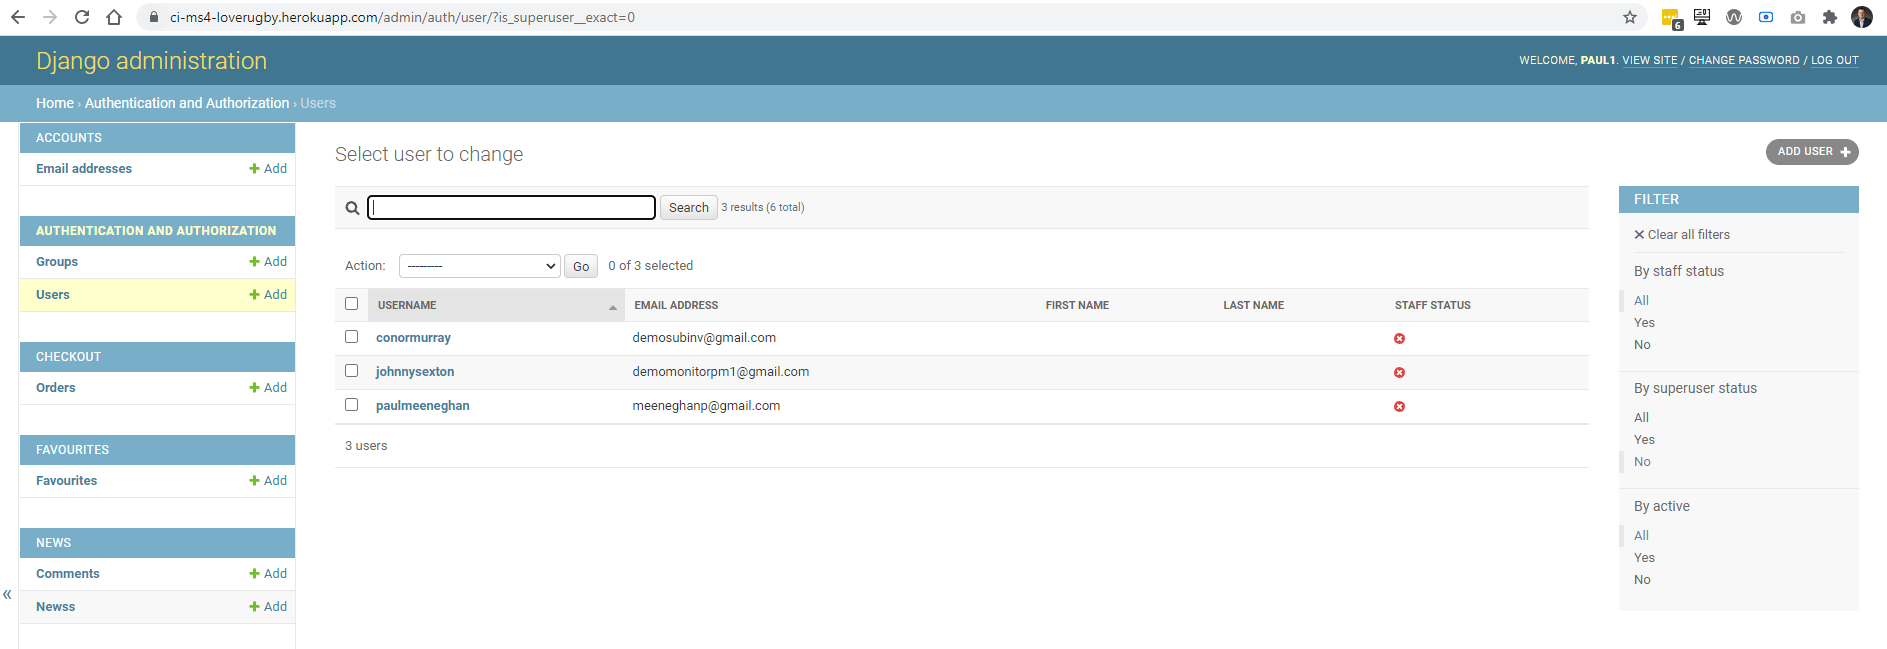 ci-ms4-loverugby.herokuapp.com/admin/auth/user/?is_superuser__exact=0
6
Django administration
WELCOME, PAUL1. VIEW SITE / CHANGE PASSWORD / LOG OUT
Home › Authentication and Authorization › Users
ACCOUNTS
Email addresses + Add
AUTHENTICATION AND AUTHORIZATION
Groups + Add
Users + Add
CHECKOUT
Orders + Add
FAVOURITES
Favourites + Add
NEWS
Comments + Add
Newss + Add
«
Select user to change
ADD USER +
Search 3 results (6 total)
Action: --------- Go 0 of 3 selected
USERNAME EMAIL ADDRESS FIRST NAME LAST NAME STAFF STATUS
conormurray demosubinv@gmail.com
johnnysexton demomonitorpm1@gmail.com
paulmeeneghan meeneghanp@gmail.com
3 users
FILTER
✕ Clear all filters
By staff status
All
Yes
No
By superuser status
All
Yes
No
By active
All
Yes
No